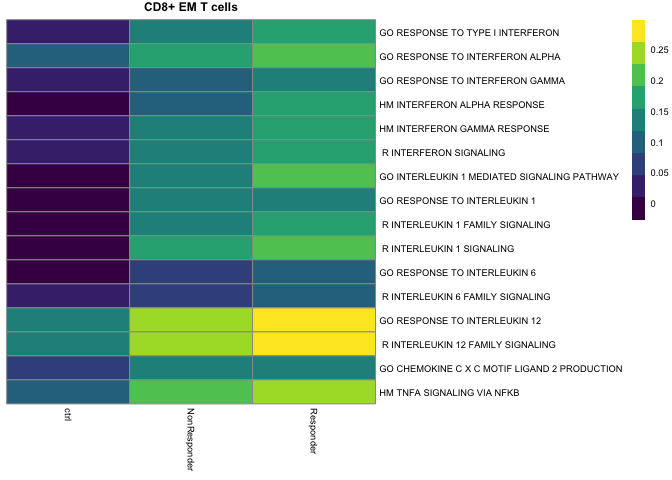 CD8+ EM T cells
GO RESPONSE TO TYPE I INTERFERON
GO RESPONSE TO INTERFERON ALPHA
GO RESPONSE TO INTERFERON GAMMA
HM INTERFERON ALPHA RESPONSE
HM INTERFERON GAMMA RESPONSE
R INTERFERON SIGNALING
GO INTERLEUKIN 1 MEDIATED SIGNALING PATHWAY
GO RESPONSE TO INTERLEUKIN 1
R INTERLEUKIN 1 FAMILY SIGNALING
R INTERLEUKIN 1 SIGNALING
GO RESPONSE TO INTERLEUKIN 6
R INTERLEUKIN 6 FAMILY SIGNALING
GO RESPONSE TO INTERLEUKIN 12
R INTERLEUKIN 12 FAMILY SIGNALING
GO CHEMOKINE C X C MOTIF LIGAND 2 PRODUCTION
HM TNFA SIGNALING VIA NFKB
0.25
0.2
0.15
0.1
0.05
0
ctrl
NonResponder
Responder